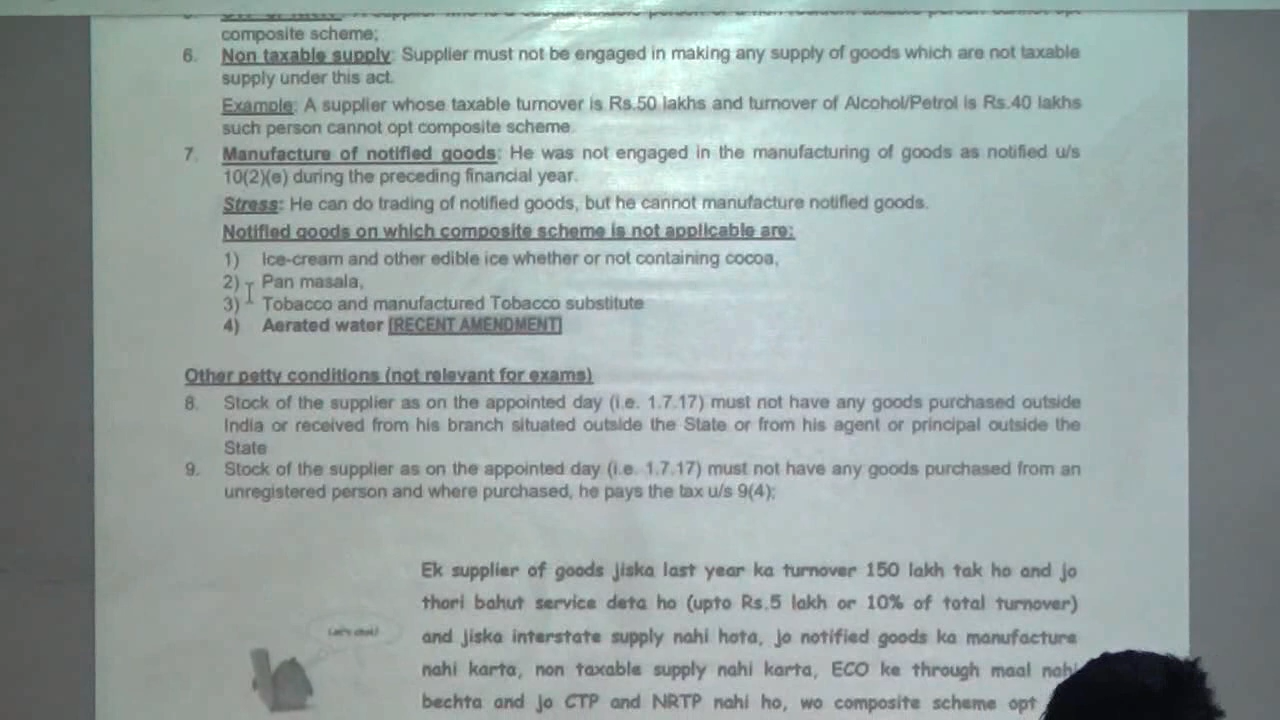 composite scheme;
6. Non taxable supply: Supplier must not be engaged in making any supply of goods which are not taxable
supply under this act.
Example: A supplier whose taxable turnover is Rs.50 lakhs and turnover of Alcohol/Petrol is Rs.40 lakhs
such person cannot opt composite scheme.
7. Manufacture of notified goods: He was not engaged in the manufacturing of goods as notified u/s
10(2)(e) during the preceding financial year.
Stress: He can do trading of notified goods, but he cannot manufacture notified goods.
Notified goods on which composite scheme is not applicable are:
1) Ice-cream and other edible ice whether or not containing cocoa,
2) Pan masala,
3) Tobacco and manufactured Tobacco substitute
4) Aerated water [RECENT AMENDMENT]
Other petty conditions (not relevant for exams)
8. Stock of the supplier as on the appointed day (i.e. 1.7.17) must not have any goods purchased outside
India or received from his branch situated outside the State or from his agent or principal outside the
State
9. Stock of the supplier as on the appointed day (i.e. 1.7.17) must not have any goods purchased from an
unregistered person and where purchased, he pays the tax u/s 9(4);
Ek supplier of goods jiska last year ka turnover 150 lakh tak ho and jo
thori bahut service deta ho (upto Rs.5 lakh or 10% of total turnover)
and jiska interstate supply nahi hota, jo notified goods ka manufacture
nahi karta, non taxable supply nahi karta, ECO ke through maal nahi
bechta and jo CTP and NRTP nahi ho, wo composite scheme opt